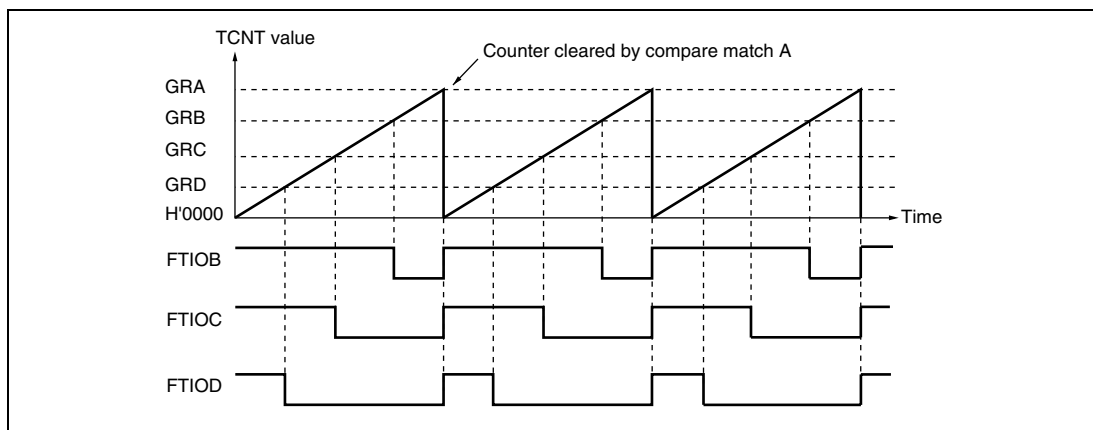 TCNT value
Counter cleared by compare match A
GRA
GRB
GRC
GRD
H'0000
Time
FTIOB
FTIOC
FTIOD